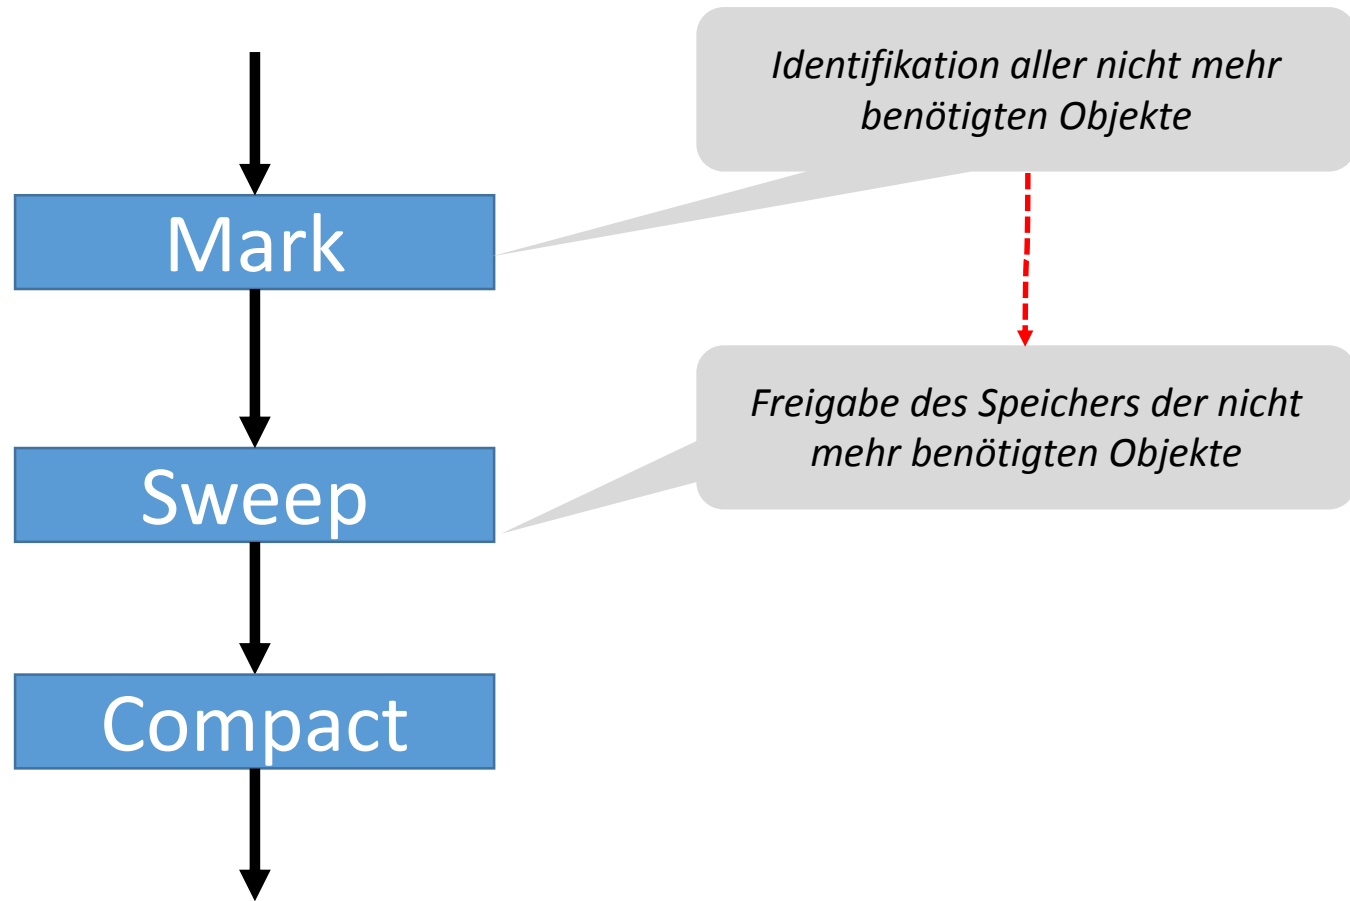 Identifikation aller nicht mehr
benötigten Objekte
Mark
Freigabe des Speichers der nicht
mehr benötigten Objekte
Sweep
Compact